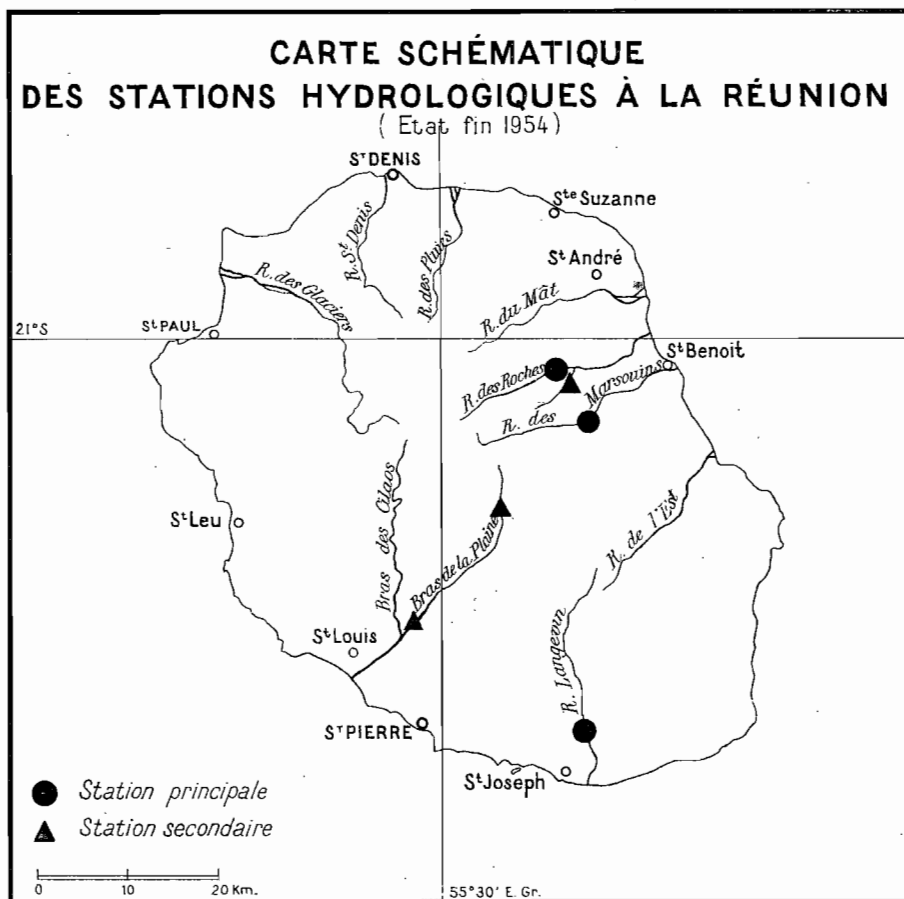 CARTE SCHÉMATIQUE
DES STATIONS HYDROLOGIQUES À LA RÉUNION
( Etat fin 1954)
Sᵀ DENIS
Sᵗᵉ Suzanne
R. Sᵗ Denis
R. des Pluies
Sᵗ André
R. des Glaciers
R. du Mât
21°S
Sᵗ PAUL
Sᵗ Benoit
R. des Roches
Marsouins
R. des
Sᵗ Leu
Bras des Cilaos
Bras de la Plaine
R. de l'Est
Sᵗ Louis
R. Langevin
Sᵀ PIERRE
Sᵗ Joseph
Station principale
Station secondaire
0 10 20 Km.
55°30' E. Gr.